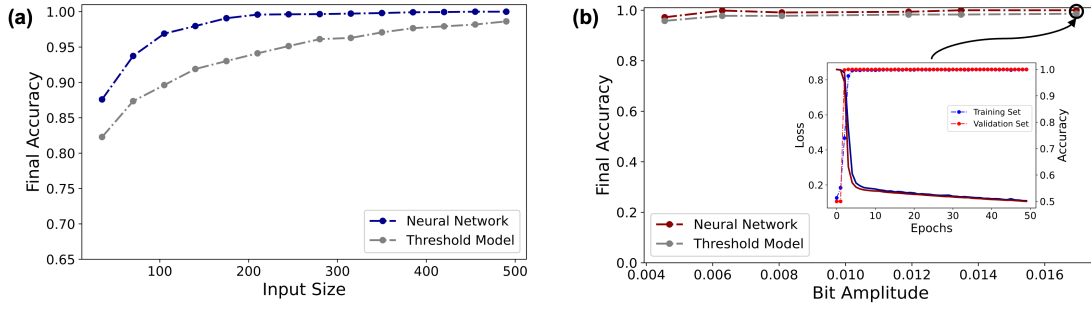 (a)
Final Accuracy
1.00
0.95
0.90
0.85
0.80
0.75
0.70
0.65
100
200
300
400
500
Input Size
Neural Network
Threshold Model
(b)
Final Accuracy
1.0
0.8
0.6
0.4
0.2
0.0
0.004
0.006
0.008
0.010
0.012
0.014
0.016
Bit Amplitude
Neural Network
Threshold Model
Loss
0.8
0.6
0.4
0.2
0
10
20
30
40
50
Epochs
Training Set
Validation Set
1.0
0.9
0.8
0.7
0.6
0.5
Accuracy